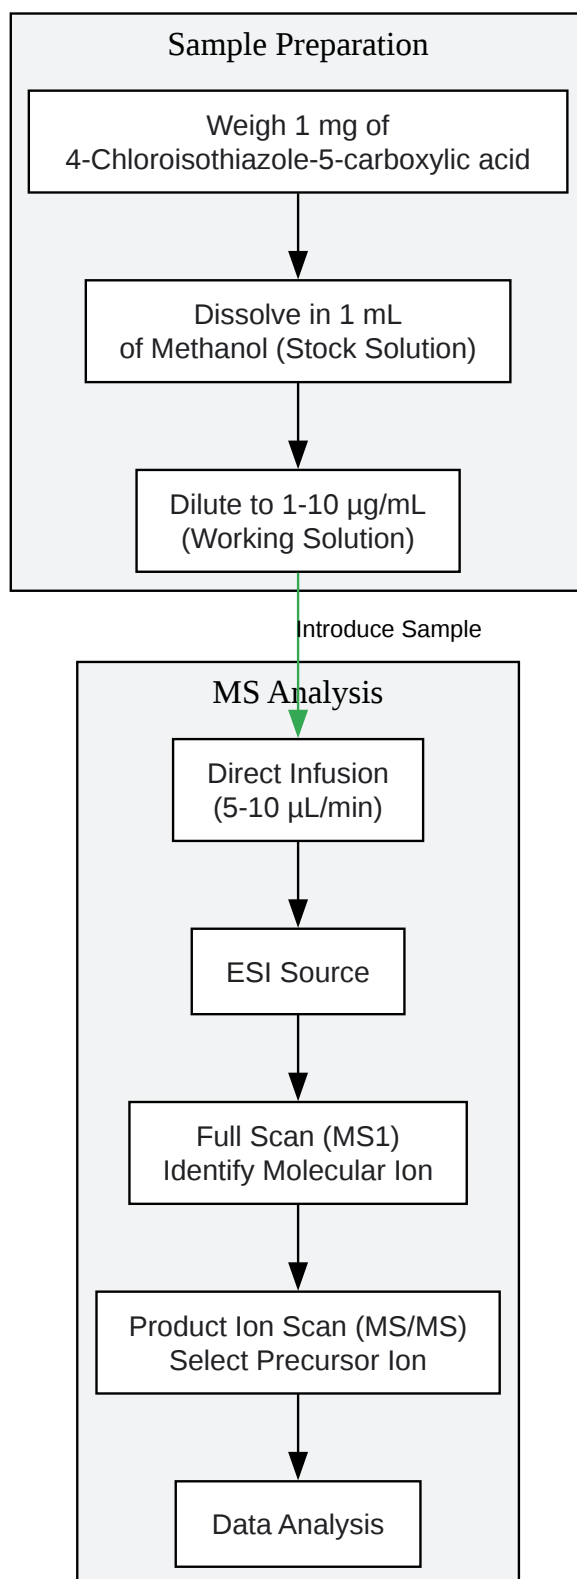 Sample Preparation
Weigh 1 mg of
4-Chloroisothiazole-5-carboxylic acid
Dissolve in 1 mL
of Methanol (Stock Solution)
Dilute to 1-10 µg/mL
(Working Solution)
Introduce Sample
MS Analysis
Direct Infusion
(5-10 µL/min)
ESI Source
Full Scan (MS1)
Identify Molecular Ion
Product Ion Scan (MS/MS)
Select Precursor Ion
Data Analysis